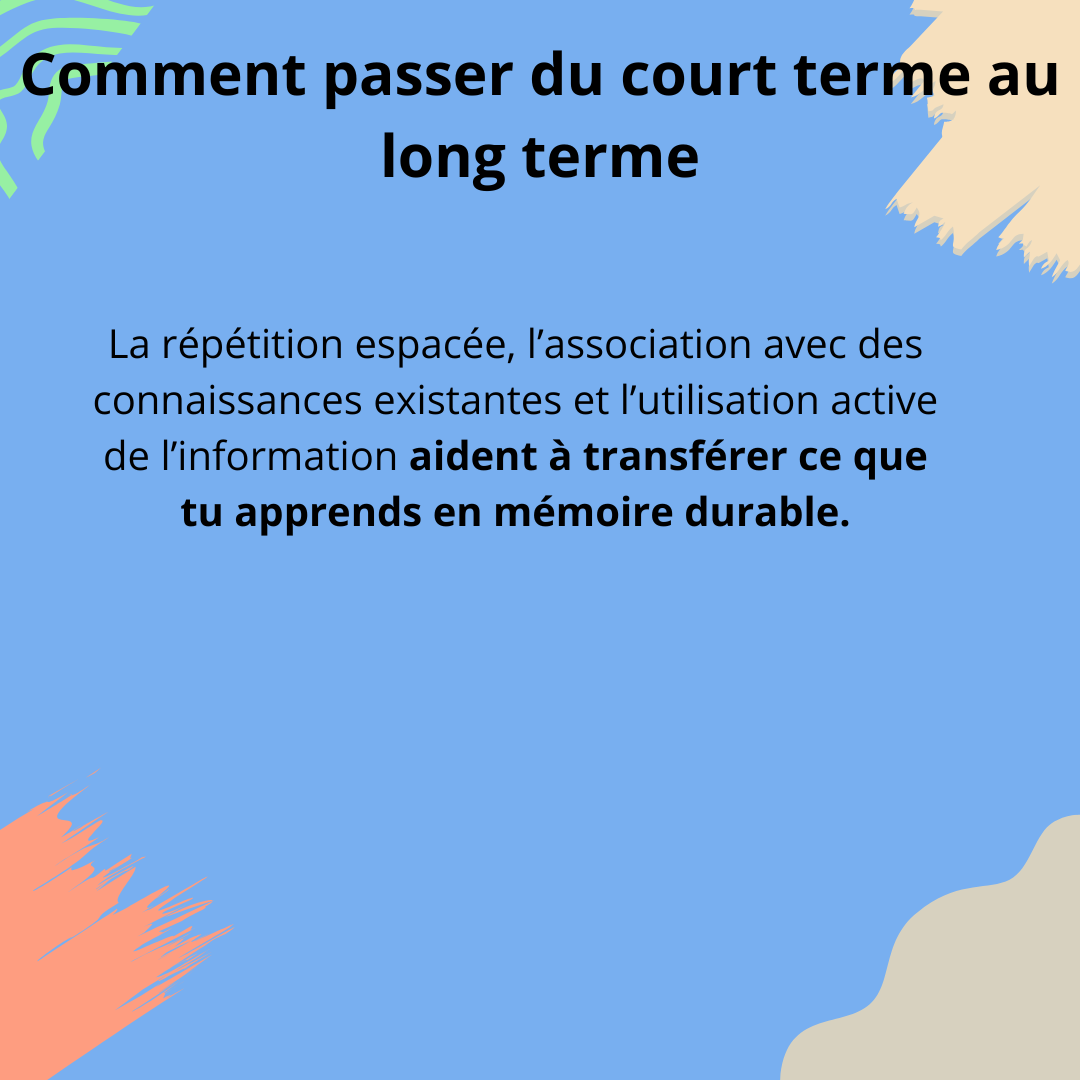 Comment passer du court terme au
long terme
La répétition espacée, l’association avec des
connaissances existantes et l’utilisation active
de l’information aident à transférer ce que
tu apprends en mémoire durable.